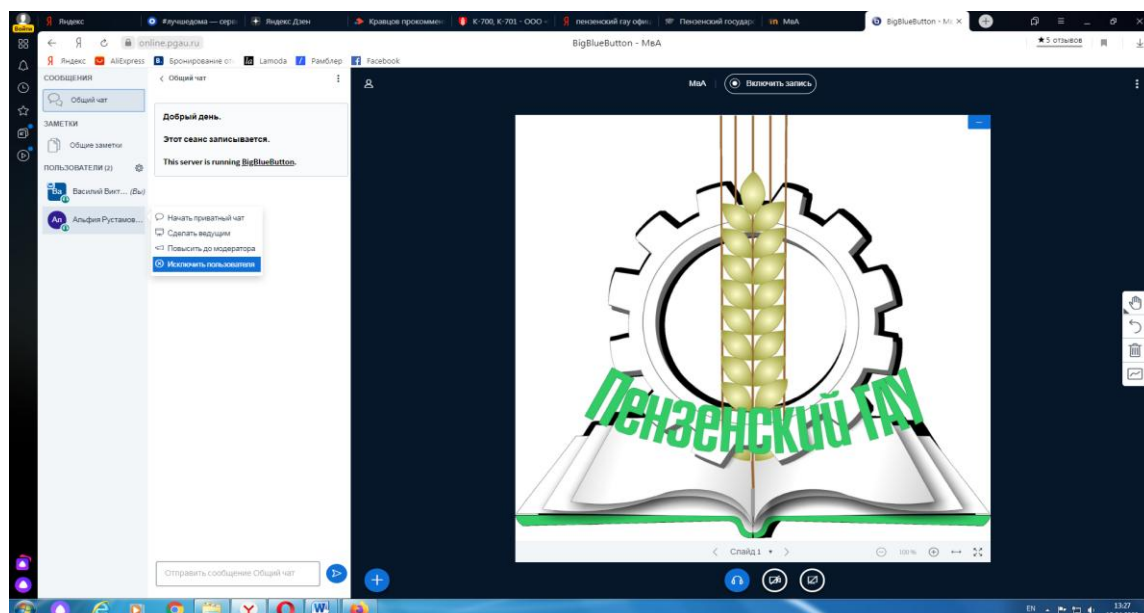 Войти
Яндекс
#лучшедома — серв
Яндекс Дзен
Кравцов прокоммен
К-700, К-701 - ООО -
пензенский гау офиц
Пензенский государ
МвА
BigBlueButton - Мв
online.pgau.ru
BigBlueButton - МвА
★5 отзывов
Яндекс
AliExpress
Бронирование от
Lamoda
Рамблер
Facebook
СООБЩЕНИЯ
Общий чат
ЗАМЕТКИ
Общие заметки
ПОЛЬЗОВАТЕЛИ (2)
Ва Василий Викт... (Вы)
Ал Альфия Рустамов...
Общий чат
Добрый день.
Этот сеанс записывается.
This server is running BigBlueButton.
Начать приватный чат
Сделать ведущим
Повысить до модератора
Исключить пользователя
Отправить сообщение Общий чат
МвА
Включить запись
Пензенский ГАУ
Слайд 1
100%
EN
13:27